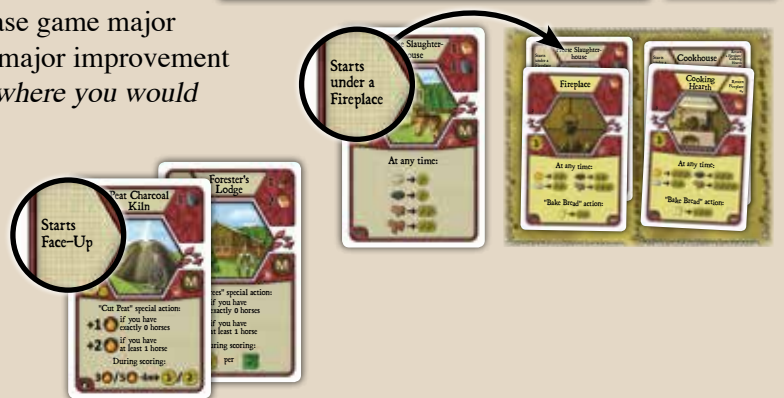 ase game major
major improvement
where you would
Starts
under a
Fireplace
e Slaughter-
ouse
M
At any time:
Horse Slaughter-
house
Fireplace
At any time:
"Bake Bread" action:
Cookhouse
Cooking
Hearth
At any time:
"Bake Bread" action:
Starts
Face-Up
Peat Charcoal
Kiln
M
"Cut Peat" special action:
+1 if you have
exactly 0 horses
+2 if you have
at least 1 horse
During scoring:
Forester's
Lodge
M
ees" special action:
if you have
exactly 0 horses
if you have
at least 1 horse
uring scoring:
per